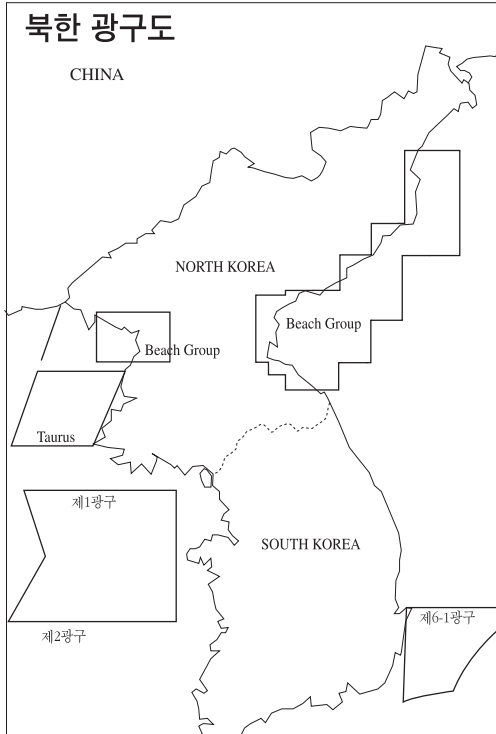 북한 광구도
CHINA
NORTH KOREA
Beach Group
Beach Group
Taurus
제1광구
SOUTH KOREA
제6-1광구
제2광구